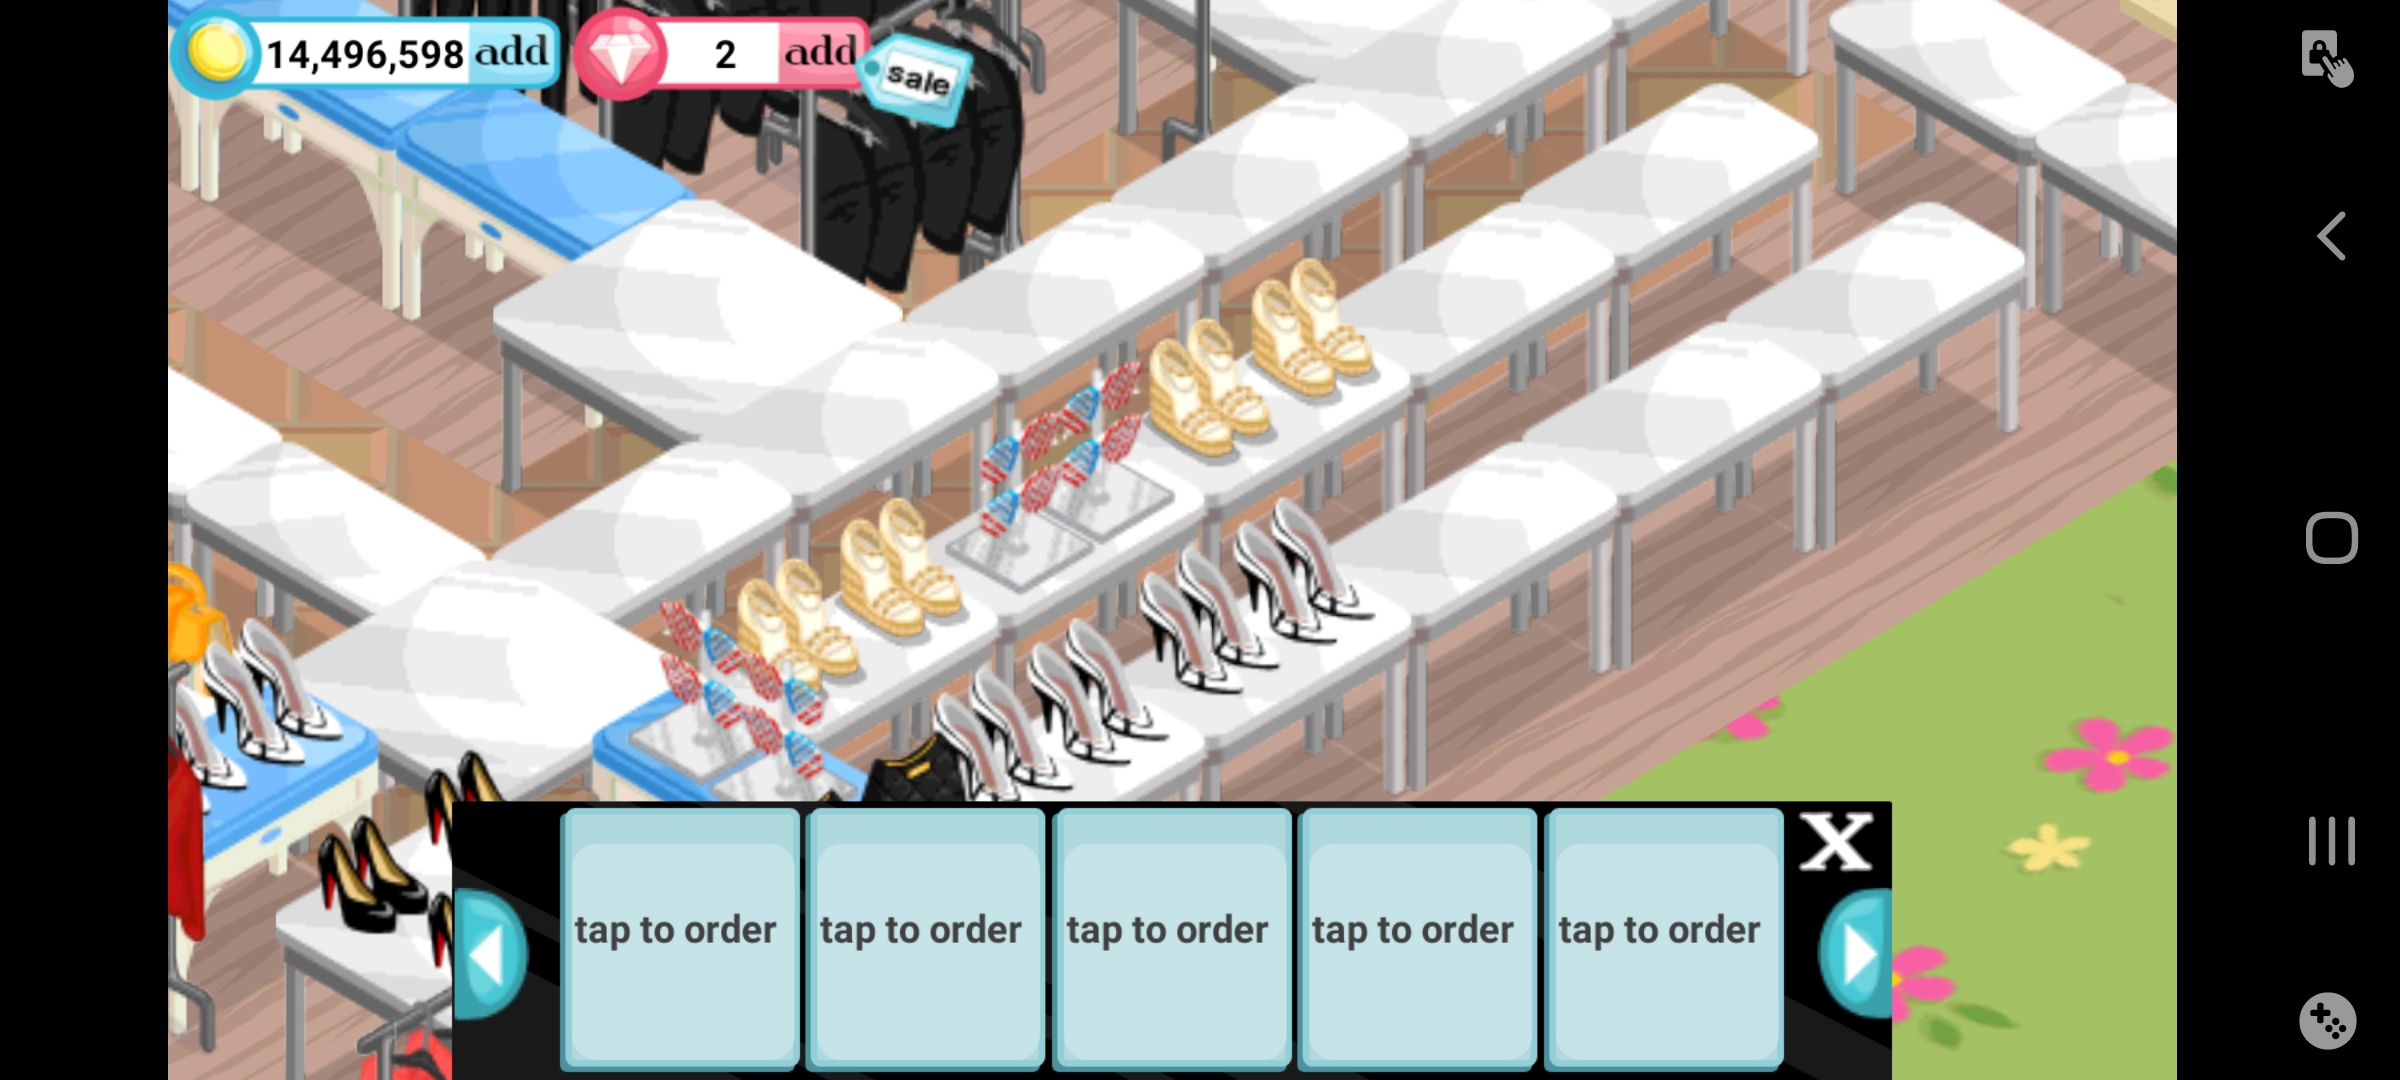 14,496,598 add
2 add
sale
X
tap to order
tap to order
tap to order
tap to order
tap to order